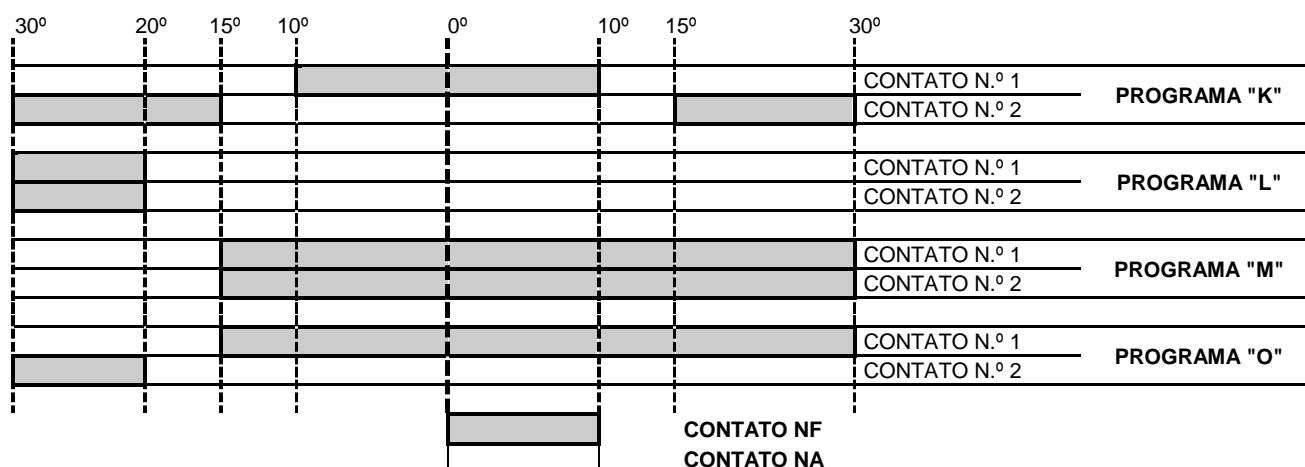 30º 20º 15º 10º 0º 10º 15º 30º
CONTATO N.º 1
PROGRAMA "K"
CONTATO N.º 2
CONTATO N.º 1
PROGRAMA "L"
CONTATO N.º 2
CONTATO N.º 1
PROGRAMA "M"
CONTATO N.º 2
CONTATO N.º 1
PROGRAMA "O"
CONTATO N.º 2
CONTATO NF
CONTATO NA